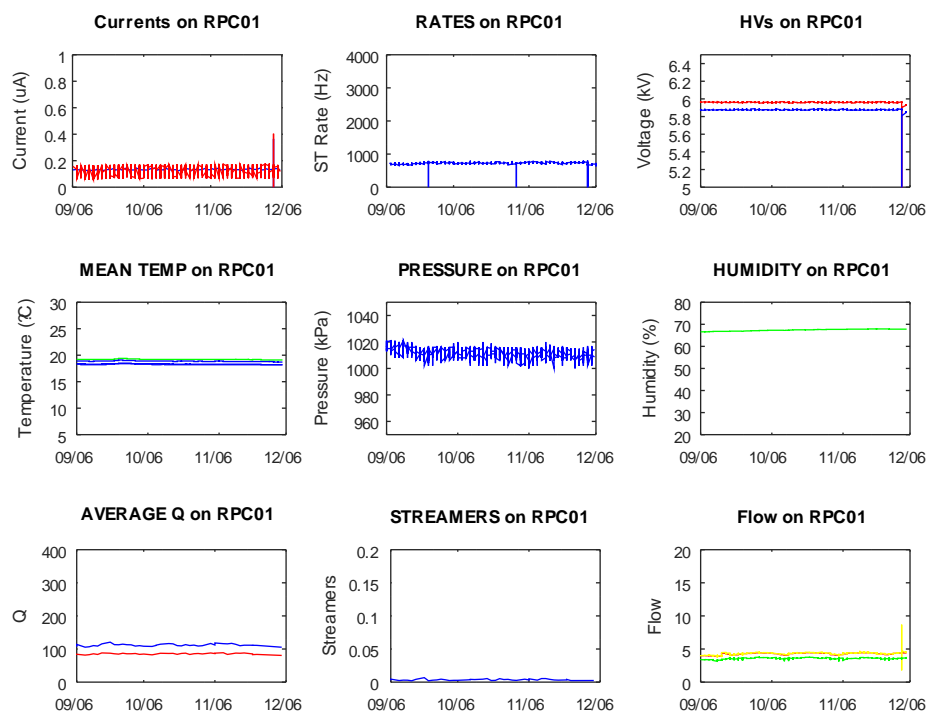 Currents on RPC01
Current (uA)
1
0.8
0.6
0.4
0.2
0
09/06 10/06 11/06 12/06
RATES on RPC01
ST Rate (Hz)
4000
3000
2000
1000
0
09/06 10/06 11/06 12/06
HVs on RPC01
Voltage (kV)
6.4
6.2
6
5.8
5.6
5.4
5.2
5
09/06 10/06 11/06 12/06
MEAN TEMP on RPC01
Temperature (?C)
30
25
20
15
10
5
09/06 10/06 11/06 12/06
PRESSURE on RPC01
Pressure (kPa)
1040
1020
1000
980
960
09/06 10/06 11/06 12/06
HUMIDITY on RPC01
Humidity (%)
80
70
60
50
40
30
20
09/06 10/06 11/06 12/06
AVERAGE Q on RPC01
Q
400
300
200
100
0
09/06 10/06 11/06 12/06
STREAMERS on RPC01
Streamers
0.2
0.15
0.1
0.05
0
09/06 10/06 11/06 12/06
Flow on RPC01
Flow
20
15
10
5
0
09/06 10/06 11/06 12/06